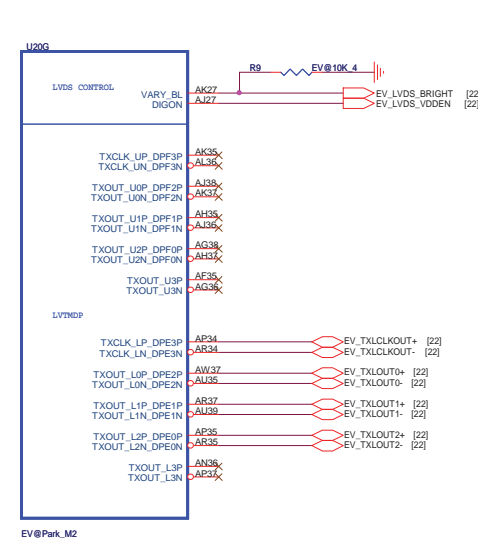 U20G
R9 EV@10K_4
LVDS CONTROL
VARY_BL AK27 EV_LVDS_BRIGHT [22
DIGON AJ27 EV_LVDS_VDDEN [22
TXCLK_UP_DPF3P AK35
TXCLK_UN_DPF3N AL36
TXOUT_U0P_DPF2P AJ38
TXOUT_U0N_DPF2N AK37
TXOUT_U1P_DPF1P AH35
TXOUT_U1N_DPF1N AJ36
TXOUT_U2P_DPF0P AG38
TXOUT_U2N_DPF0N AH37
TXOUT_U3P AF35
TXOUT_U3N AG36
LVTMDP
TXCLK_LP_DPE3P AP34 EV_TXLCLKOUT+ [22]
TXCLK_LN_DPE3N AR34 EV_TXLCLKOUT- [22]
TXOUT_L0P_DPE2P AW37 EV_TXLOUT0+ [22]
TXOUT_L0N_DPE2N AU35 EV_TXLOUT0- [22]
TXOUT_L1P_DPE1P AR37 EV_TXLOUT1+ [22]
TXOUT_L1N_DPE1N AU39 EV_TXLOUT1- [22]
TXOUT_L2P_DPE0P AP35 EV_TXLOUT2+ [22]
TXOUT_L2N_DPE0N AR35 EV_TXLOUT2- [22]
TXOUT_L3P AN36
TXOUT_L3N AP37
EV@Park_M2